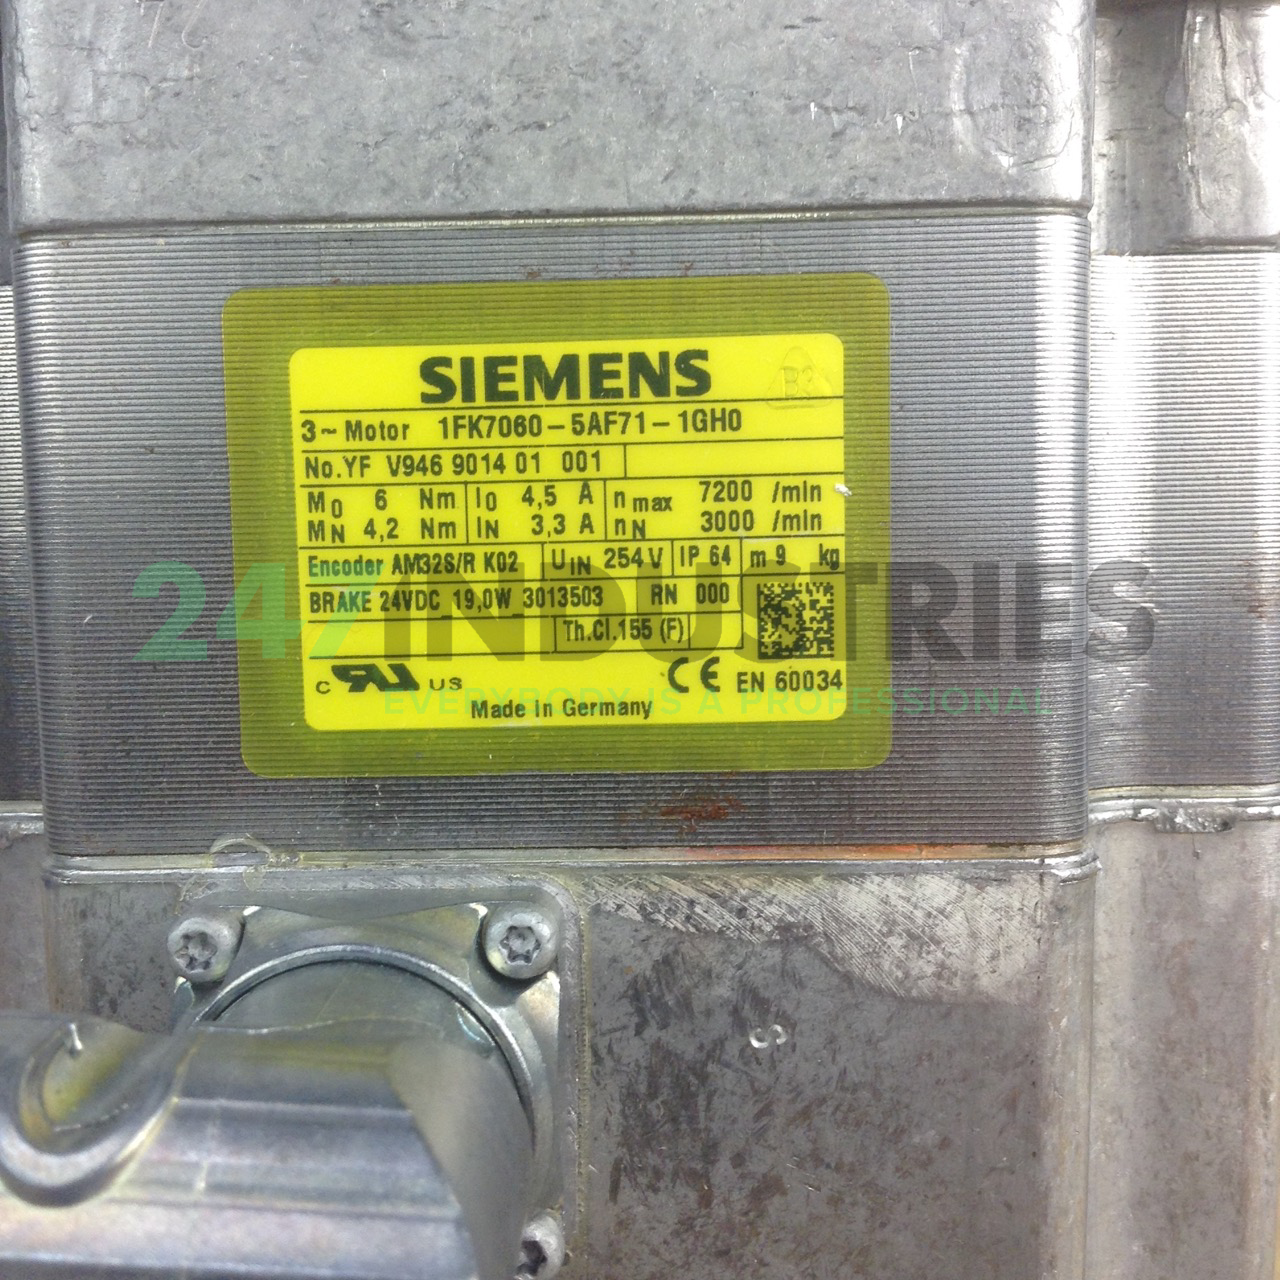 SIEMENS
B3
3~Motor 1FK7060-5AF71-1GH0
No.YF V946 9014 01 001
M0 6 Nm I0 4,5 A nmax 7200 /min
MN 4,2 Nm IN 3,3 A nN 3000 /min
Encoder AM32S/R K02 UIN 254V IP 64 m 9 kg
BRAKE 24VDC 19,0W 3013503 RN 000
Th.Cl.155 (F)
247INDUSTRIES
C RU US CE EN 60034
EVERYBODY IS A PROFESSIONAL
Made in Germany
S